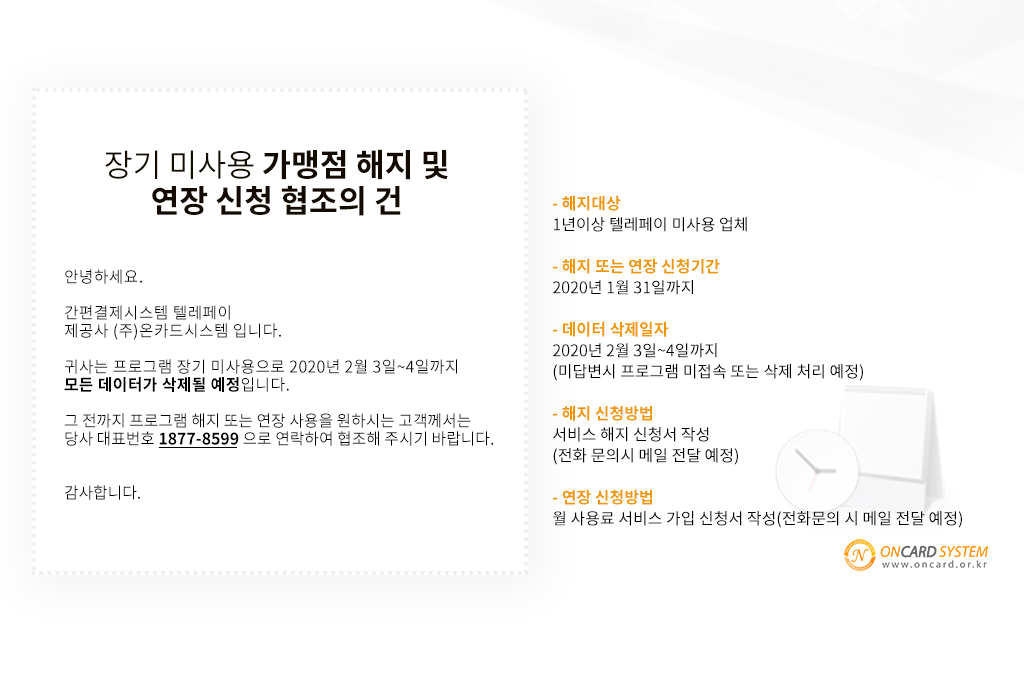 장기 미사용 가맹점 해지 및
연장 신청 협조의 건
안녕하세요.
간편결제시스템 텔레페이
제공사 (주)온카드시스템 입니다.
귀사는 프로그램 장기 미사용으로 2020년 2월 3일~4일까지
모든 데이터가 삭제될 예정입니다.
그 전까지 프로그램 해지 또는 연장 사용을 원하시는 고객께서는
당사 대표번호 1877-8599 으로 연락하여 협조해 주시기 바랍니다.
감사합니다.
- 해지대상
1년이상 텔레페이 미사용 업체
- 해지 또는 연장 신청기간
2020년 1월 31일까지
- 데이터 삭제일자
2020년 2월 3일~4일까지
(미답변시 프로그램 미접속 또는 삭제 처리 예정)
- 해지 신청방법
서비스 해지 신청서 작성
(전화 문의시 메일 전달 예정)
- 연장 신청방법
월 사용료 서비스 가입 신청서 작성(전화문의 시 메일 전달 예정)
N ONCARD SYSTEM
www.oncard.or.kr